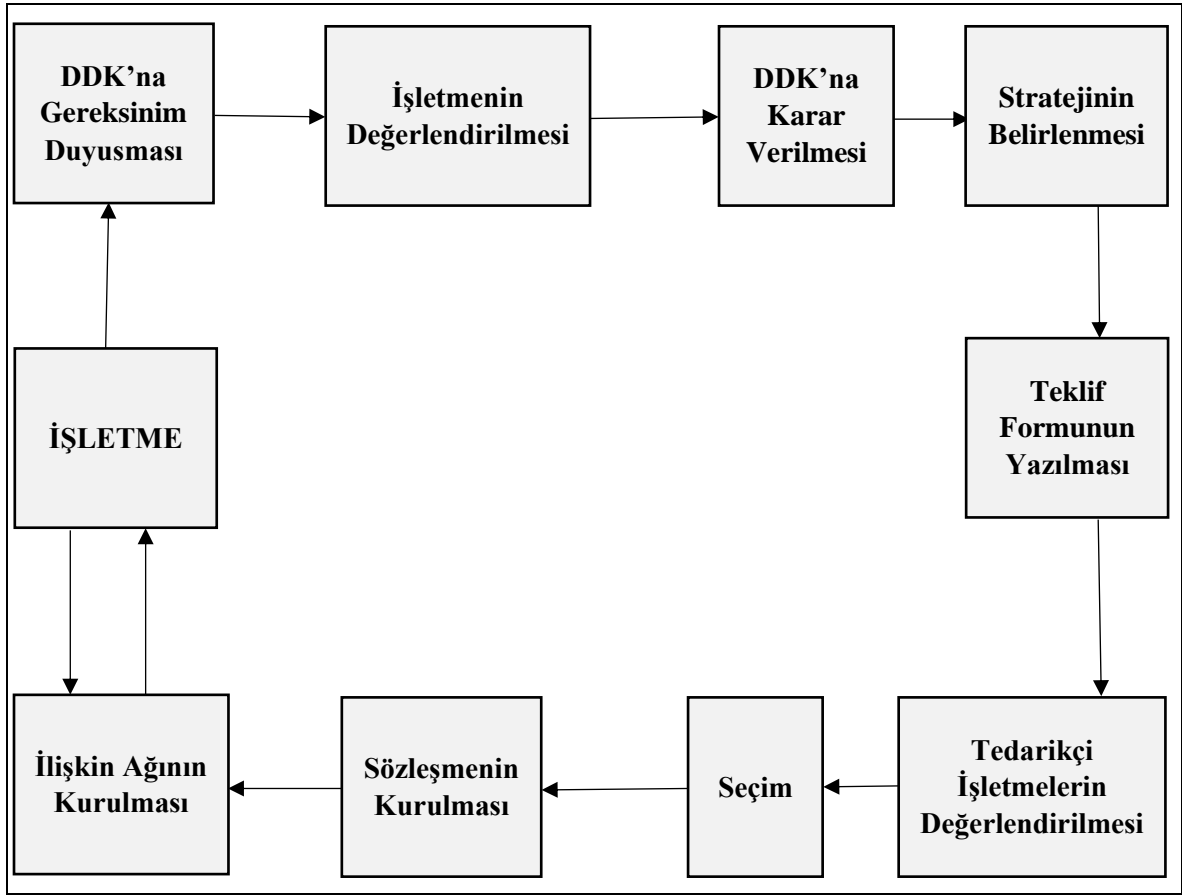 DDK’na
Gereksinim
Duyusması
İşletmenin
Değerlendirilmesi
DDK’na
Karar
Verilmesi
Stratejinin
Belirlenmesi
İŞLETME
Teklif
Formunun
Yazılması
İlişkin Ağının
Kurulması
Sözleşmenin
Kurulması
Seçim
Tedarikçi
İşletmelerin
Değerlendirilmesi